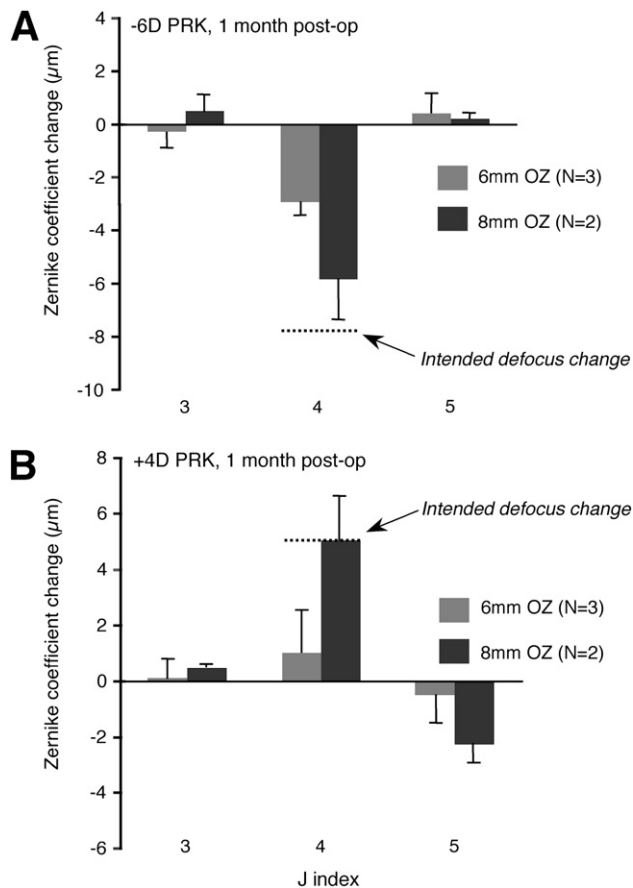 A
-6D PRK, 1 month post-op
Zernike coefficient change (µm)
4
2
0
-2
-4
-6
-8
-10
6mm OZ (N=3)
8mm OZ (N=2)
Intended defocus change
3 4 5
B
+4D PRK, 1 month post-op
Zernike coefficient change (µm)
8
6
4
2
0
-2
-4
-6
Intended defocus change
6mm OZ (N=3)
8mm OZ (N=2)
3 4 5
J index